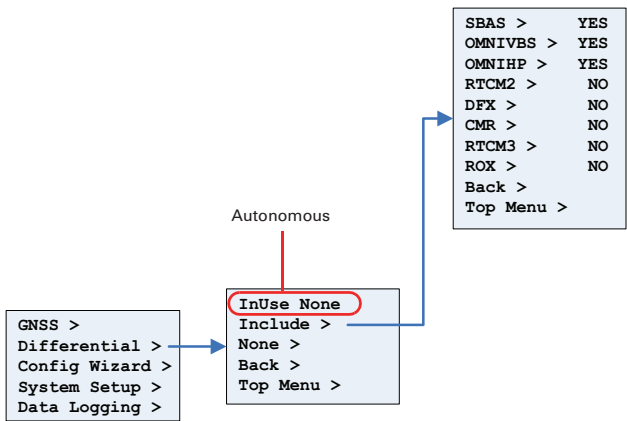 SBAS > YES
OMNIVBS > YES
OMNIHP > YES
RTCM2 > NO
DFX > NO
CMR > NO
RTCM3 > NO
ROX > NO
Back >
Top Menu >
Autonomous
InUse None
Include >
None >
Back >
Top Menu >
GNSS >
Differential >
Config Wizard >
System Setup >
Data Logging >